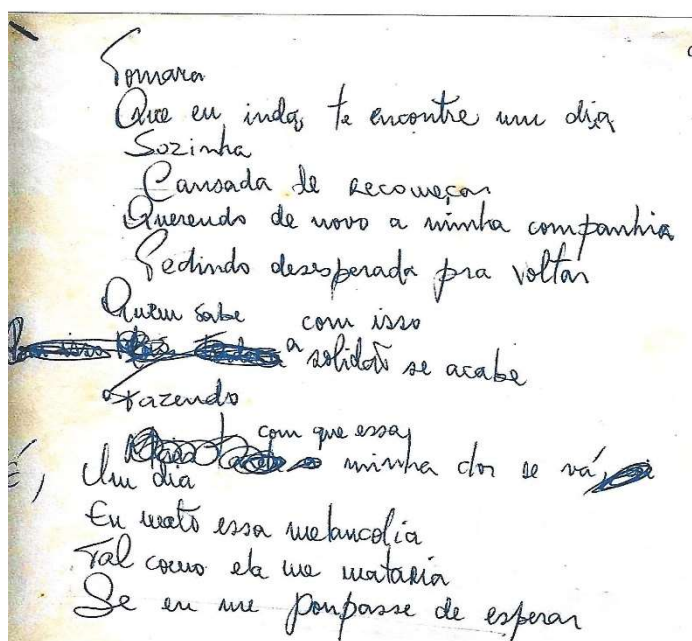 Tomara
Que eu inda te encontre um dia
Sozinha
Cansada de recomeçar
Querendo de novo a minha companhia
Pedindo desesperada pra voltar
Quem sabe com isso
a solidão se acabe
Fazendo
com que essa
minha dor se vá,
É, Um dia
Eu mato essa melancolia
Tal como ela me mataria
Se eu me poupasse de esperar